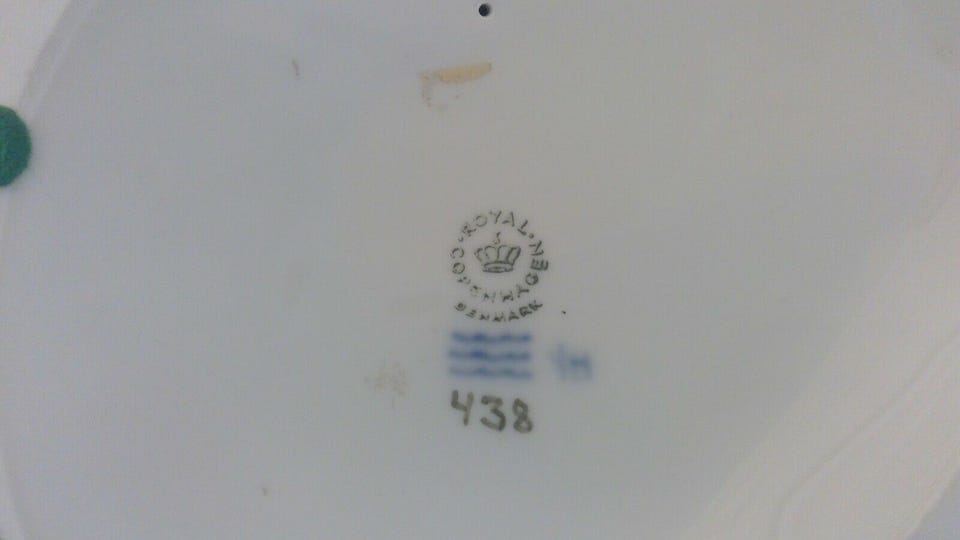 ROYAL
COPENHAGEN
DENMARK
438